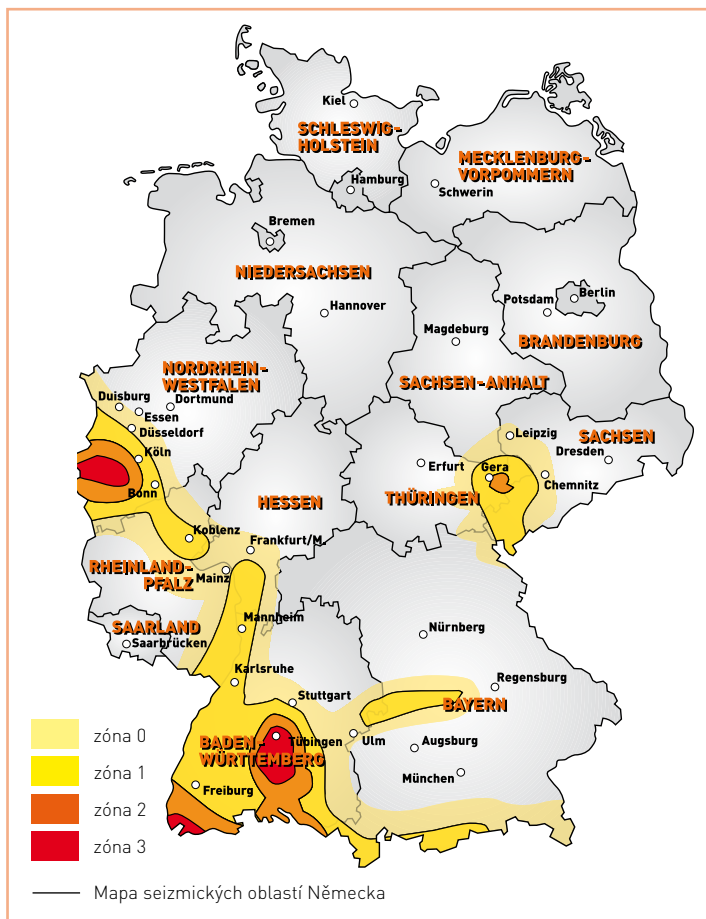 Kiel
SCHLESWIG-
HOLSTEIN
MECKLENBURG-
VORPOMMERN
Hamburg
Schwerin
Bremen
NIEDERSACHSEN
Hannover
Potsdam
Berlin
Magdeburg
BRANDENBURG
NORDRHEIN-
WESTFALEN
SACHSEN-ANHALT
Duisburg
Dortmund
Essen
Düsseldorf
Leipzig
SACHSEN
Köln
Dresden
Erfurt
Gera
Chemnitz
Bonn
HESSEN
THÜRINGEN
Koblenz
Frankfurt/M.
RHEINLAND-
PFALZ
Mainz
SAARLAND
Mannheim
Saarbrücken
Nürnberg
Karlsruhe
Regensburg
Stuttgart
BAYERN
BADEN-
WÜRTTEMBERG
Tübingen
Ulm
Augsburg
München
Freiburg
zóna 0
zóna 1
zóna 2
zóna 3
Mapa seizmických oblastí Německa